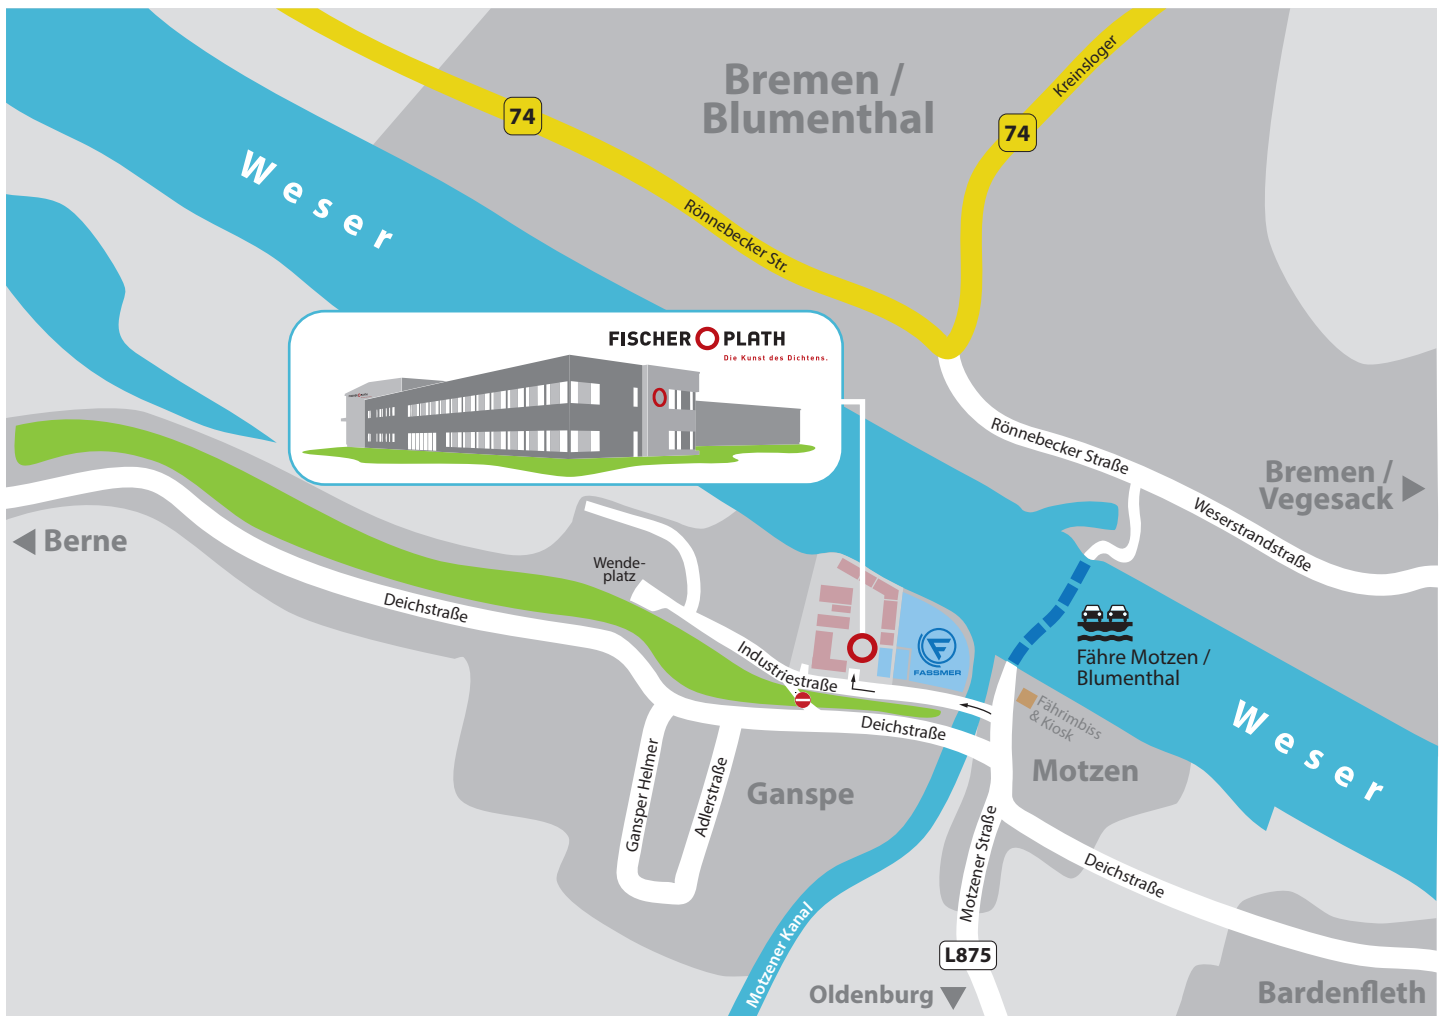 Bremen /
Blumenthal
Kreinsloger
74
74
Weser
Rönnebecker Str.
FISCHER PLATH
Die Kunst des Dichtens.
Rönnebecker Straße
Bremen /
Vegesack
Weserstrandstraße
Berne
Wende-
platz
Deichstraße
Industriestraße
FASSMER
Fähre Motzen /
Blumenthal
Fährimbiss
& Kiosk
Deichstraße
Weser
Motzen
Ganspe
Gansper Helmer
Adlerstraße
Motzener Straße
Deichstraße
Motzener Kanal
L875
Oldenburg
Bardenfleth